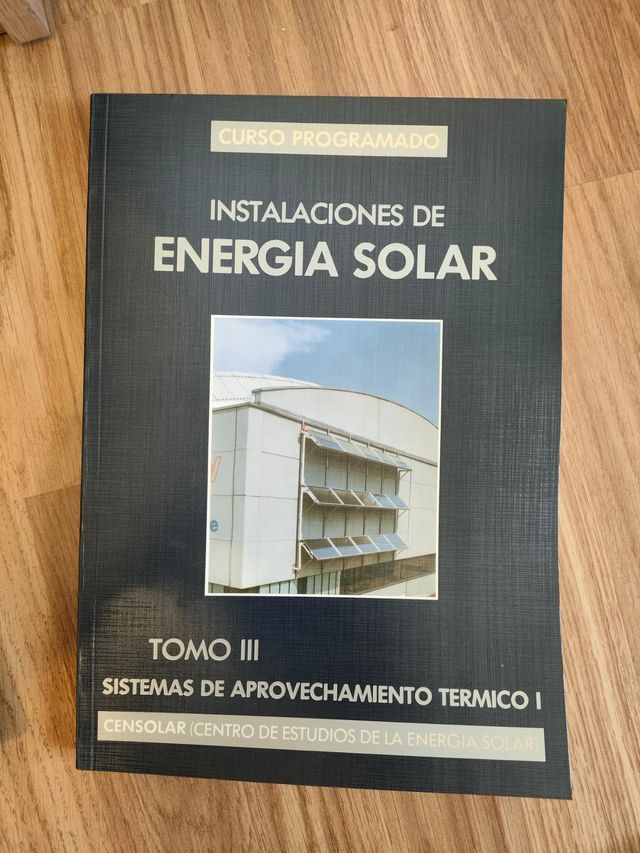 CURSO PROGRAMADO
INSTALACIONES DE
ENERGIA SOLAR
e
TOMO III
SISTEMAS DE APROVECHAMIENTO TERMICO I
CENSOLAR (CENTRO DE ESTUDIOS DE LA ENERGIA SOLAR)